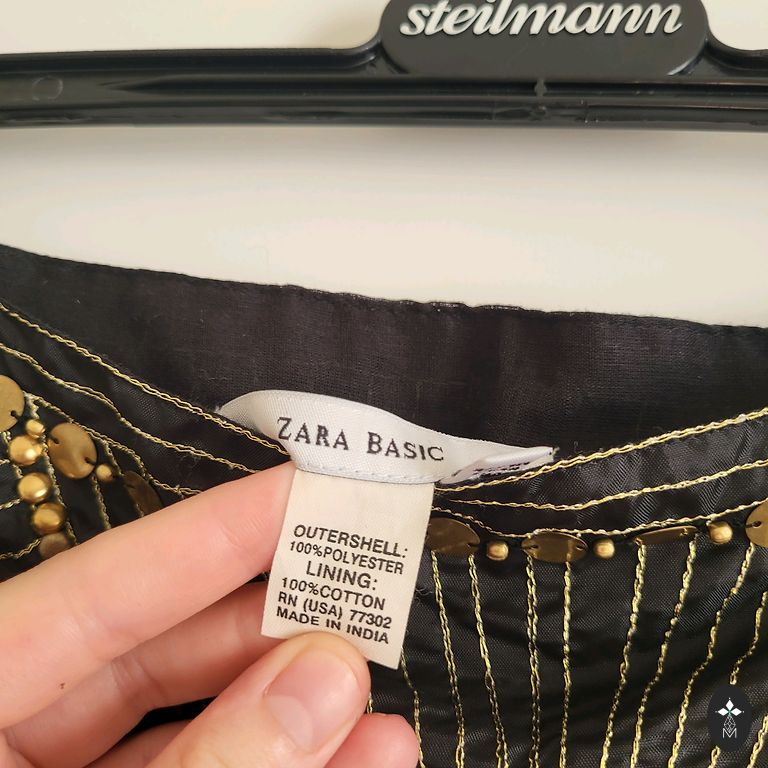 steilmann
ZARA BASIC
OUTERSHELL:
100%POLYESTER
LINING:
100%COTTON
RN (USA) 77302
MADE IN INDIA
M